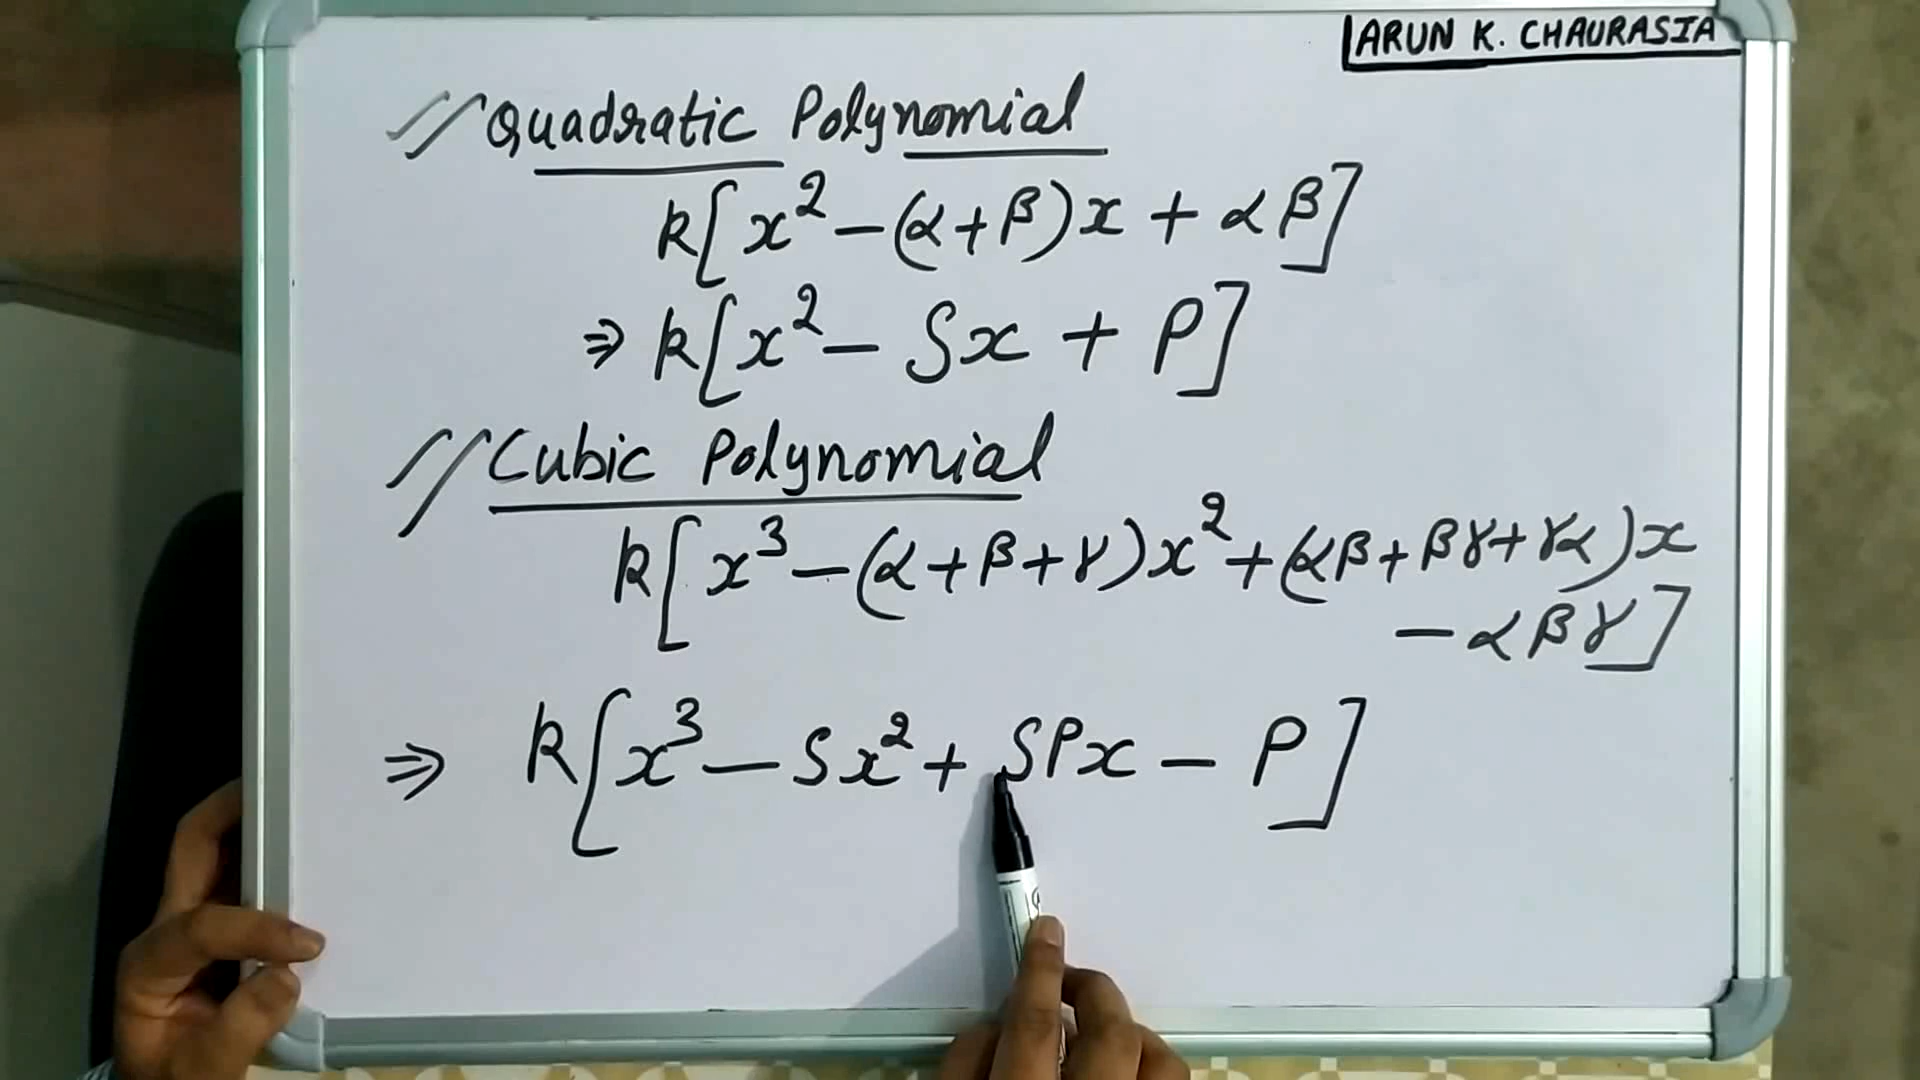 ARUN K. CHAURASIA
Quadratic Polynomial
k[x² - (α + β)x + αβ]
⇒ k[x² - Sx + P]
Cubic Polynomial
k[x³ - (α + β + γ)x² + (αβ + βγ + γα)x
- αβγ]
⇒ k[x³ - Sx² + SPx - P]